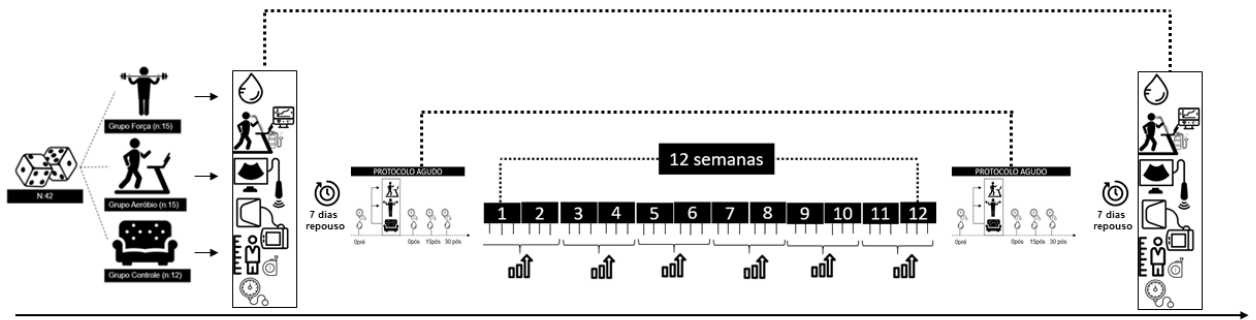 Grupo Força (n:15)
N:42
Grupo Aeróbio (n:15)
Grupo Controle (n:12)
7 dias
repouso
PROTOCOLO AGUDO
0pré
0pós
15pós
30 pós
12 semanas
1 2 3 4 5 6 7 8 9 10 11 12
PROTOCOLO AGUDO
0pré
0pós
15pós
30 pós
7 dias
repouso